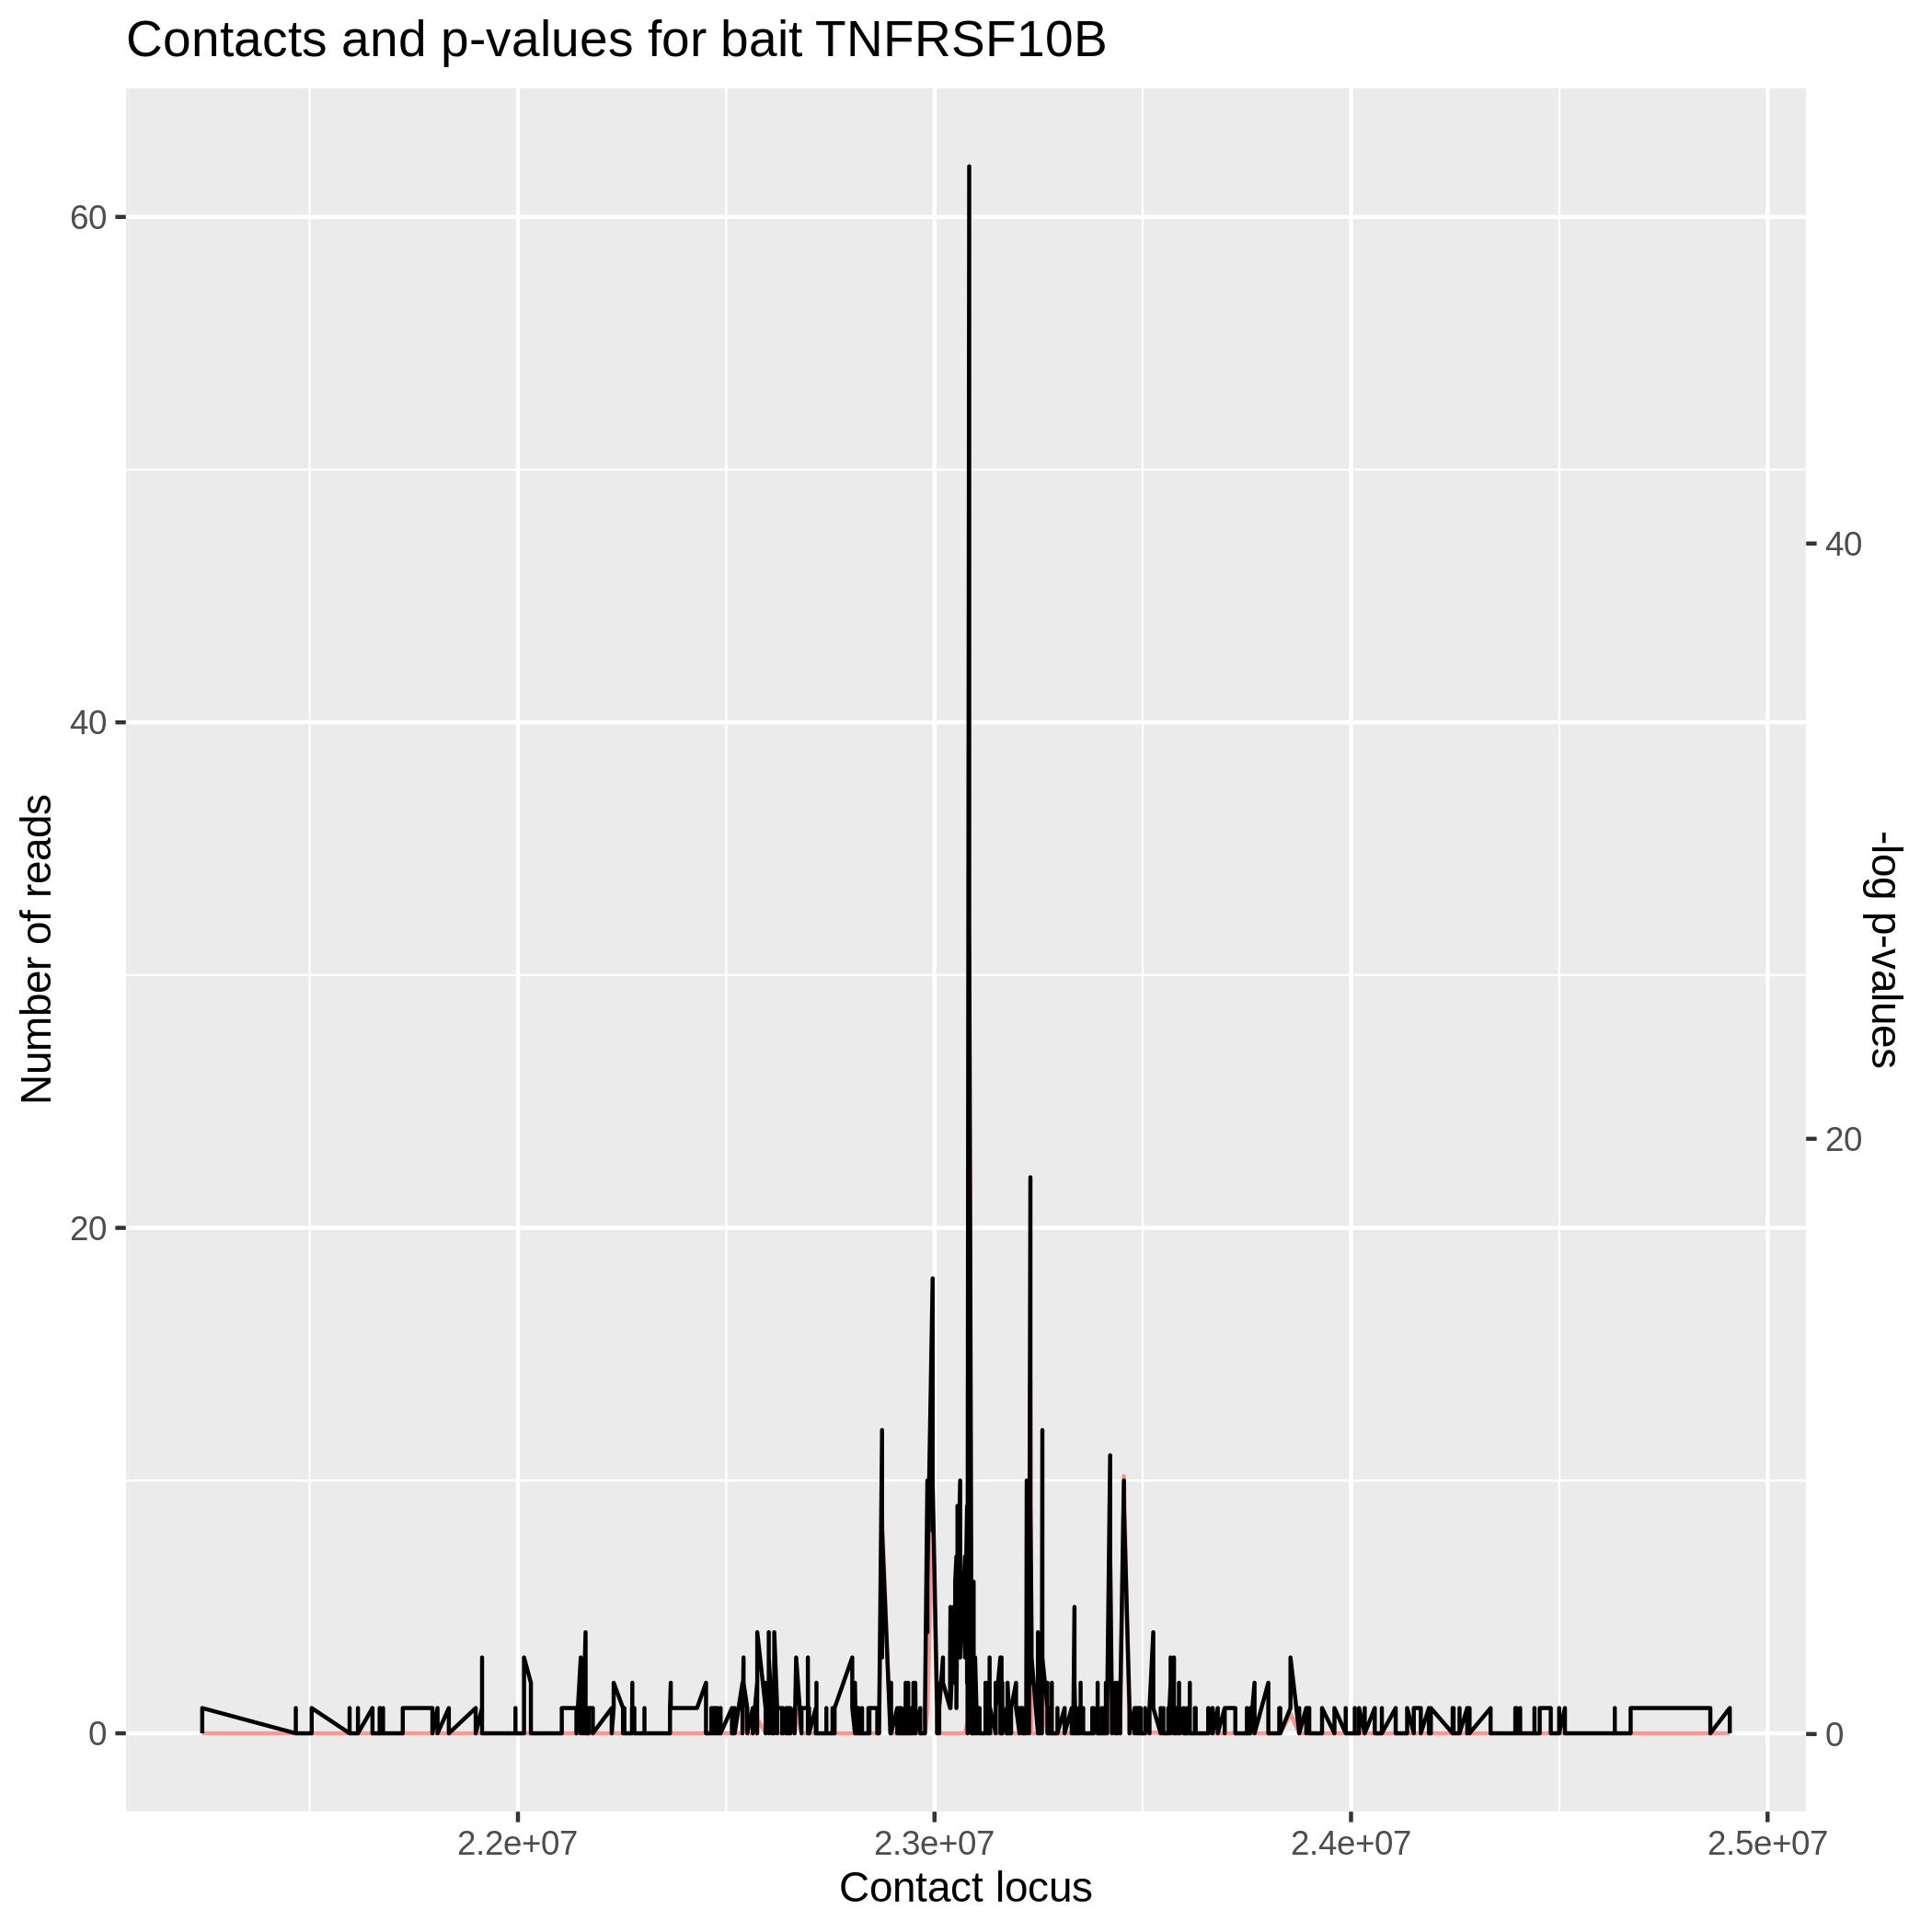 Contacts and p-values for bait TNFRSF10B
60
40
20
0
Number of reads
40
20
0
-log p-values
2.2e+07
2.3e+07
2.4e+07
2.5e+07
Contact locus